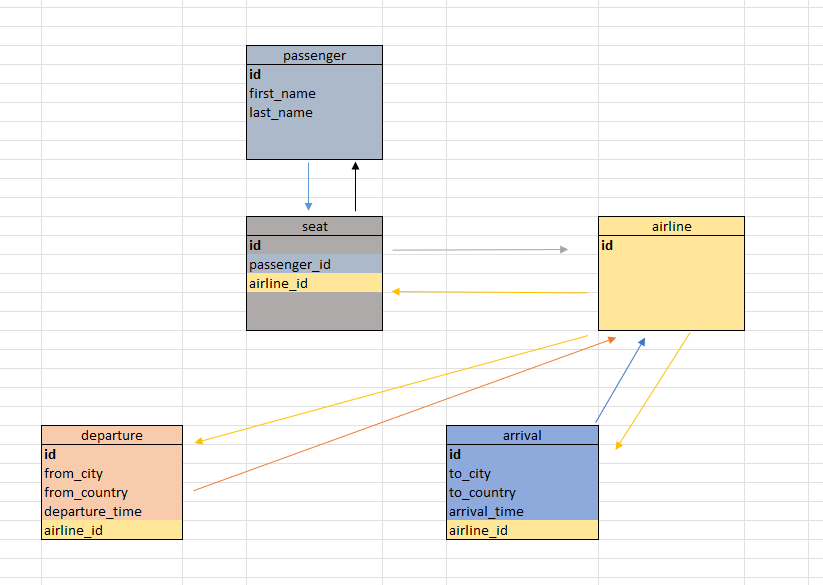 passenger
id
first_name
last_name
seat
id
passenger_id
airline_id
airline
id
departure
id
from_city
from_country
departure_time
airline_id
arrival
id
to_city
to_country
arrival_time
airline_id